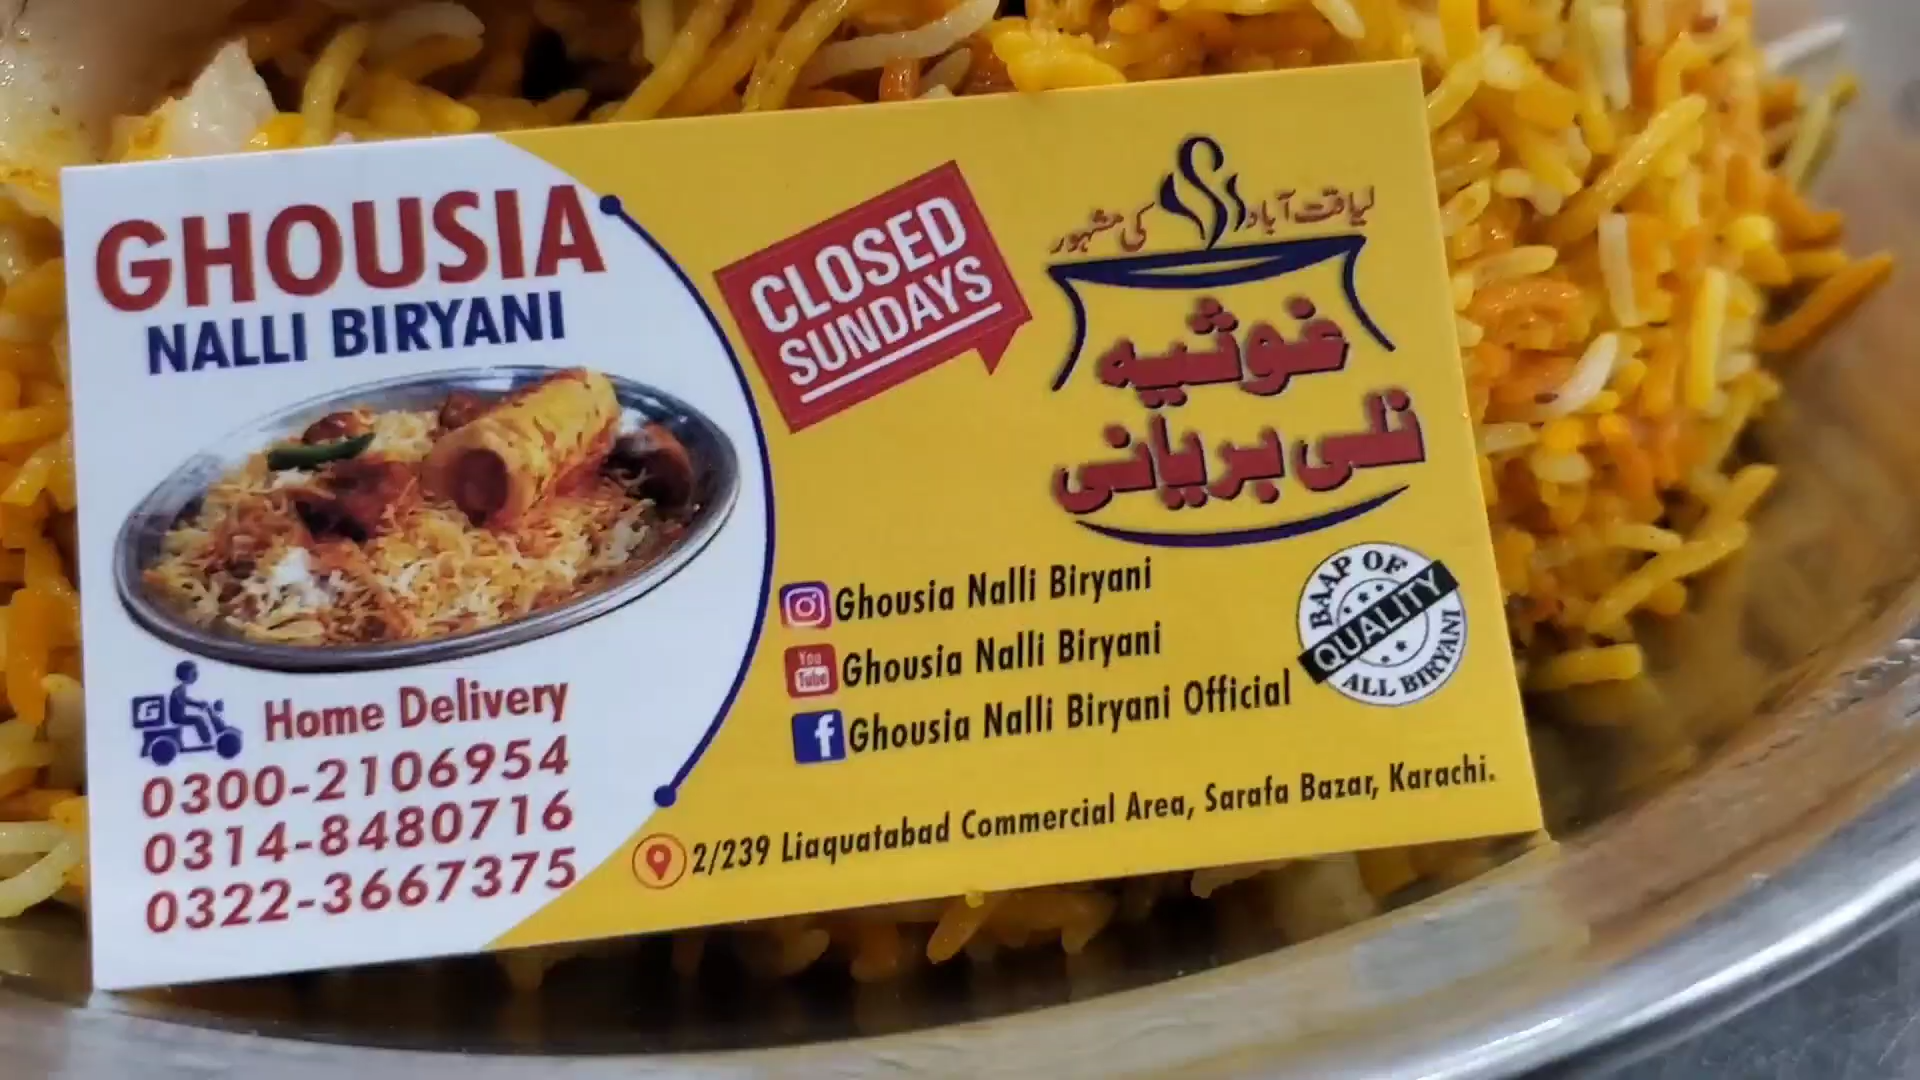 GHOUSIA
NALLI BIRYANI
Home Delivery
0300-2106954
0314-8480716
0322-3667375
CLOSED
SUNDAYS
لیاقت آباد کی مشہور
غوثیہ
نلی بریانی
Ghousia Nalli Biryani
You
Tube
Ghousia Nalli Biryani
f
Ghousia Nalli Biryani Official
BAAP OF
QUALITY
ALL BIRYANI
2/239 Liaquatabad Commercial Area, Sarafa Bazar, Karachi.
G